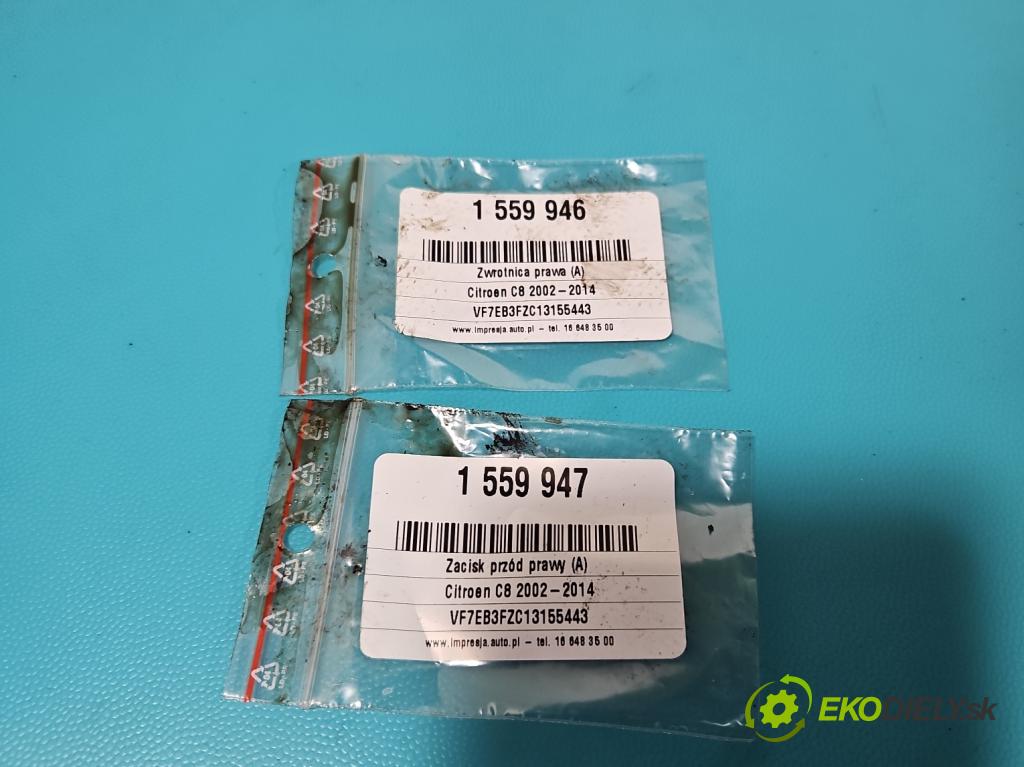 1 559 946
Zwrotnica prawa (A)
Citroen C8 2002-2014
VF7EB3FZC13155443
www.impresja.auto.pl - tel. 16 648 35 00
1 559 947
Zacisk przód prawy (A)
Citroen C8 2002-2014
VF7EB3FZC13155443
www.impresja.auto.pl - tel. 16 648 35 00
EKODIELY.sk